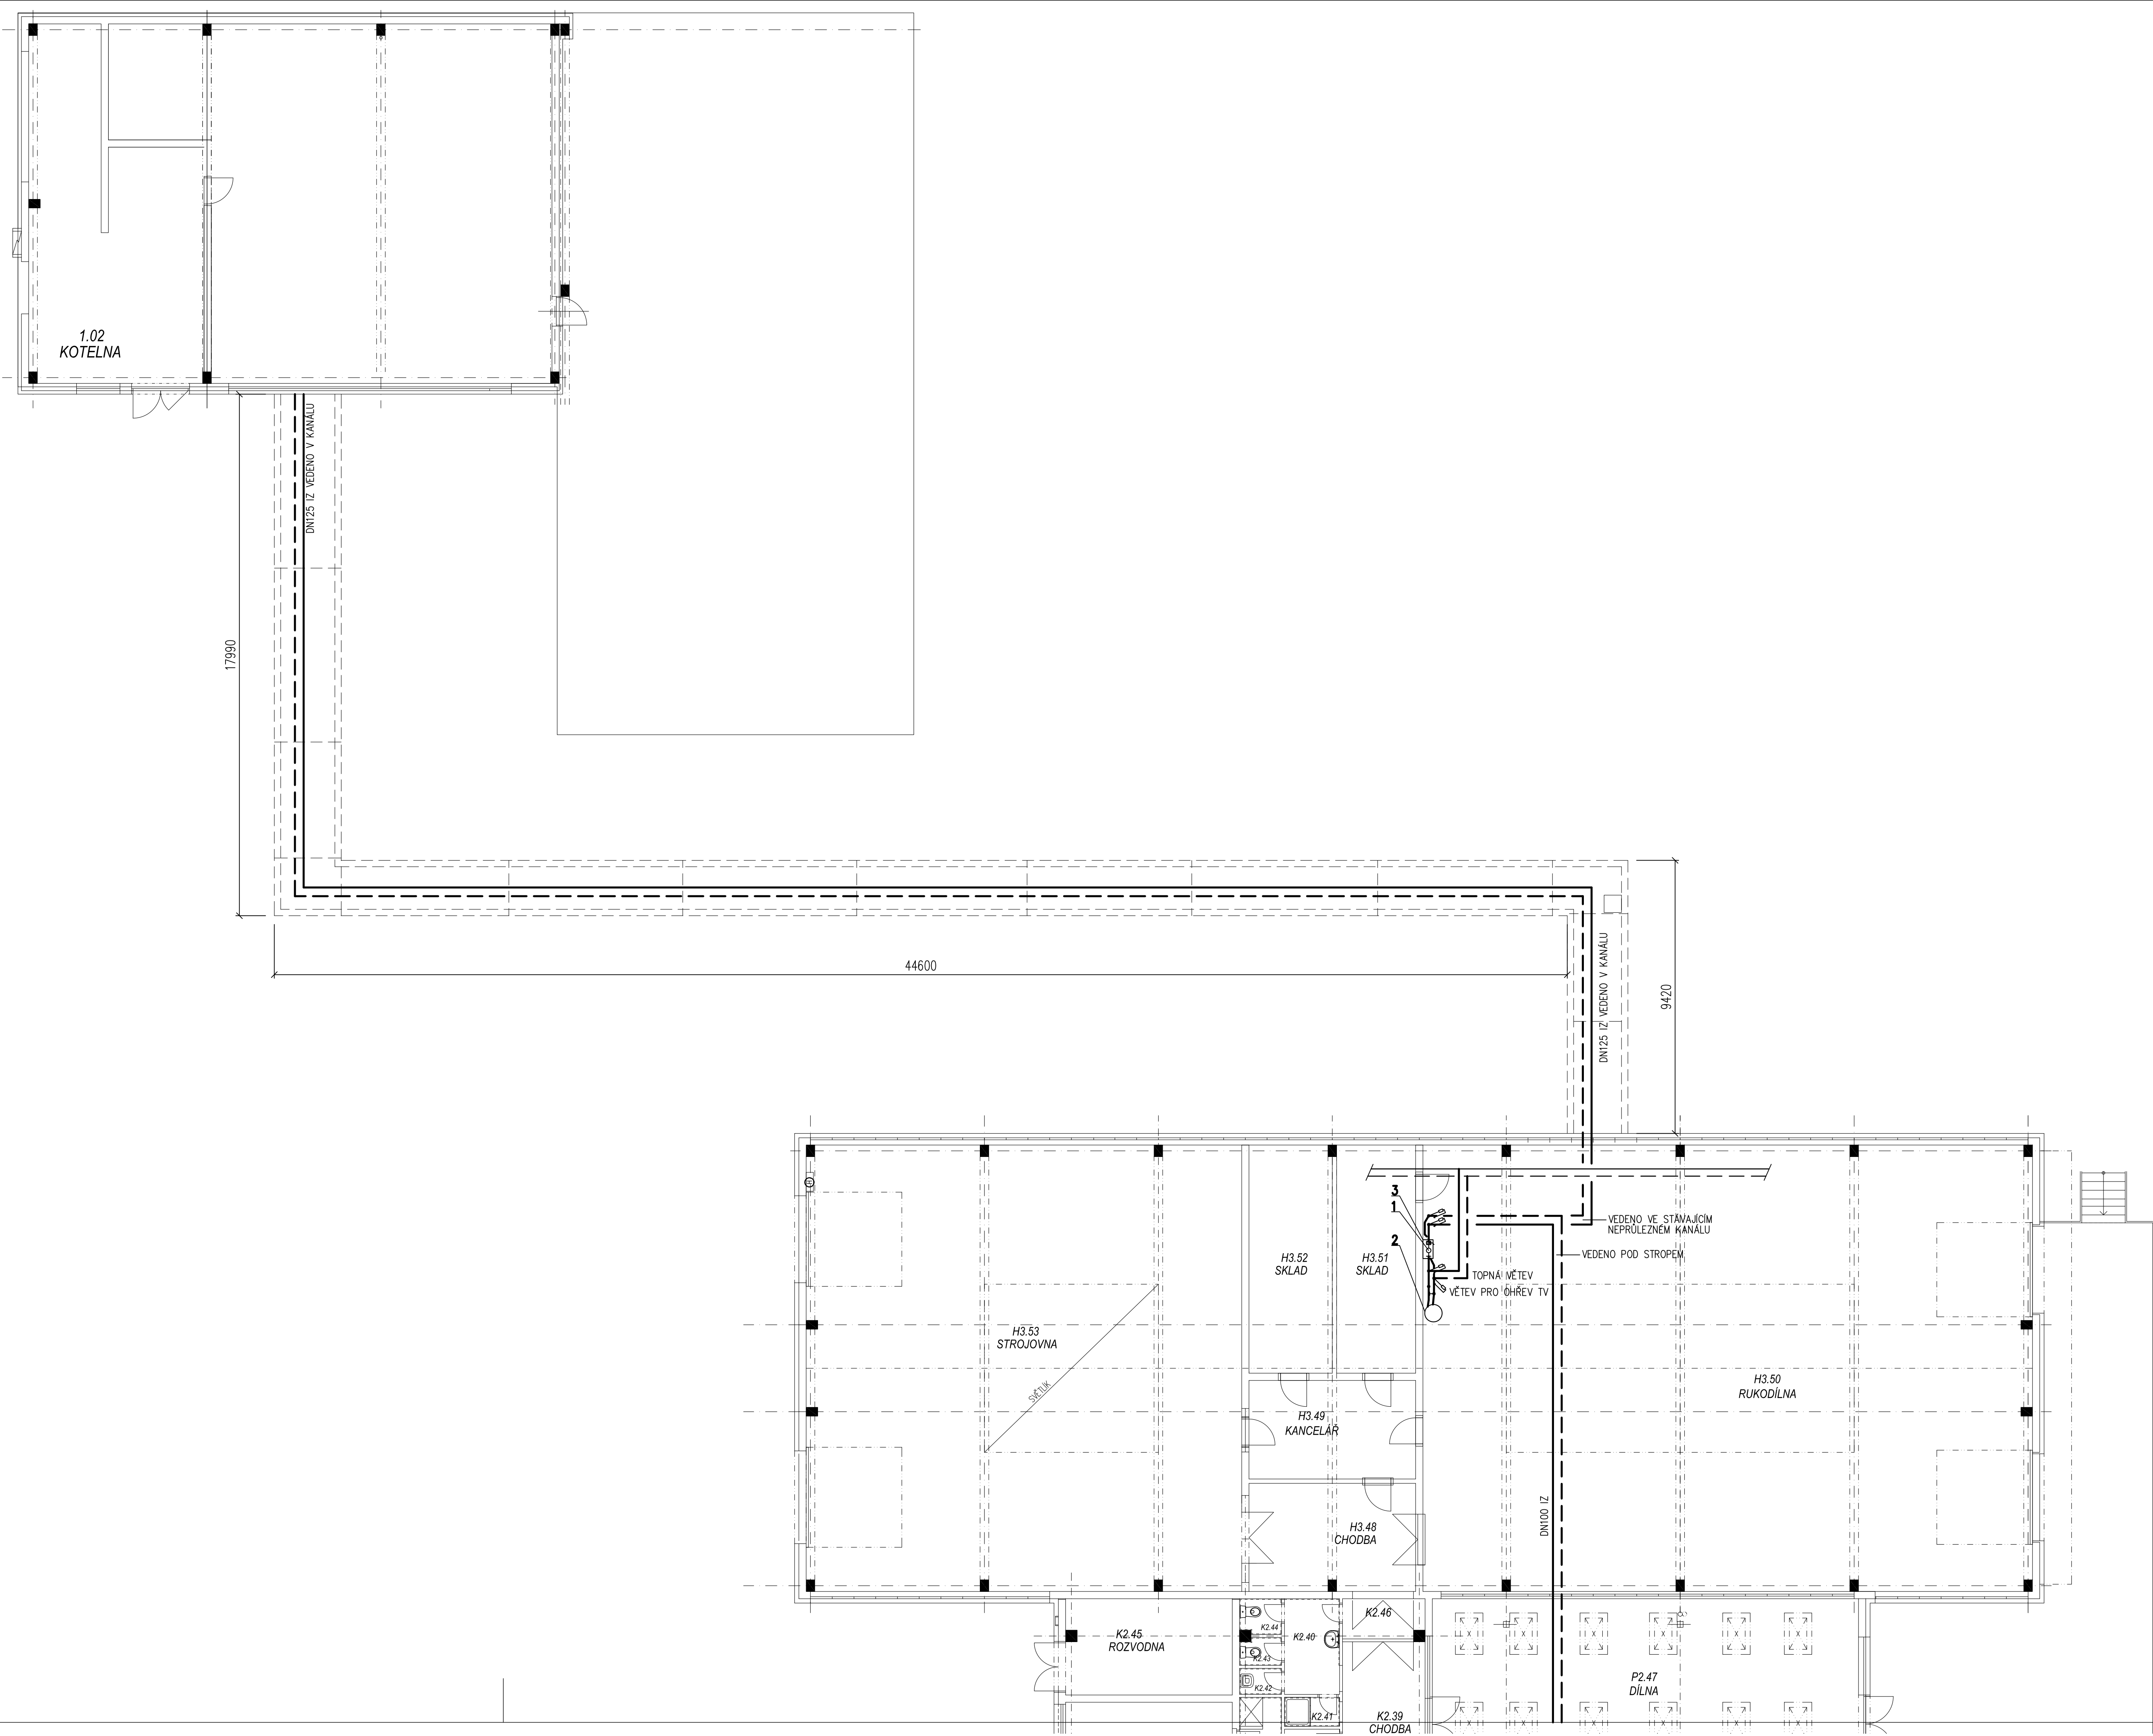 1.02
KOTELNA
DN125 IZ VEDENO V KANÁLU
17990
44600
DN125 IZ VEDENO V KANÁLU
9420
3
1
2
VEDENO VE STÁVAJÍCÍM
NEPRŮLEZNÉM KANÁLU
VEDENO POD STROPEM
TOPNÁ VĚTEV
VĚTEV PRO OHŘEV TV
H3.52
SKLAD
H3.51
SKLAD
H3.53
STROJOVNA
SVĚTLÍK
H3.50
RUKODÍLNA
H3.49
KANCELÁŘ
H3.48
CHODBA
DN100 IZ
K2.46
K2.45
ROZVODNA
K2.44
K2.40
K2.43
K2.42
K2.41
K2.39
CHODBA
P2.47
DÍLNA